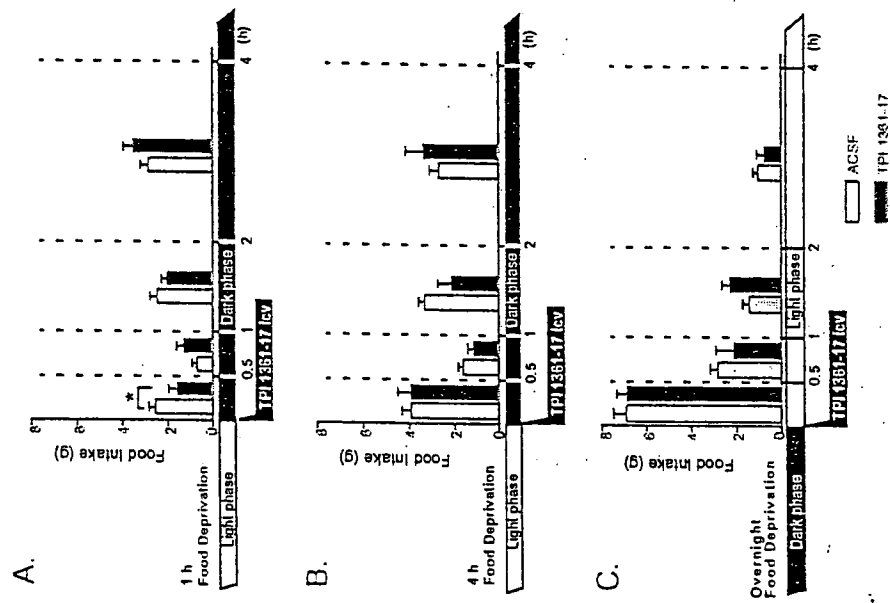 A.
Food Intake (g)
8
6
4
2
0
1 h
Food Deprivation
Light phase
Dark phase
0.5
1
2
4
(h)
*
TPI 1361-17 icv
B.
Food Intake (g)
8
6
4
2
0
4 h
Food Deprivation
Light phase
Dark phase
0.5
1
2
4
(h)
TPI 1361-17 icv
C.
Food Intake (g)
8
6
4
2
0
Overnight
Food Deprivation
Dark phase
Light phase
0.5
1
2
4
(h)
TPI 1361-17 icv
ACSF
TPI 1361-17